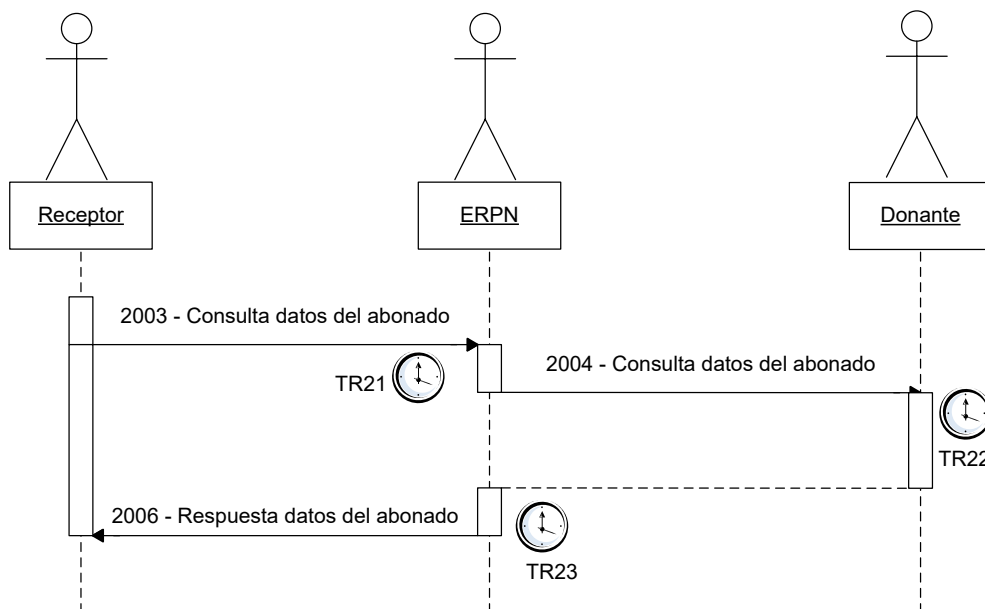 Receptor
ERPN
Donante
2003 - Consulta datos del abonado
2004 - Consulta datos del abonado
TR21
TR22
2006 - Respuesta datos del abonado
TR23